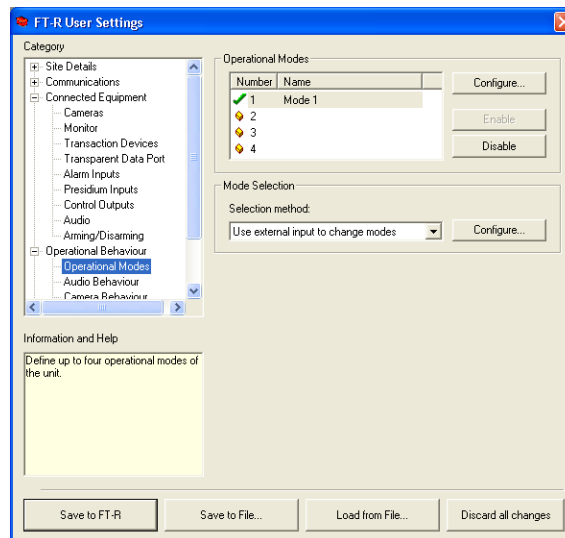 FT-R User Settings
Category
Site Details
Communications
Connected Equipment
Cameras
Monitor
Transaction Devices
Transparent Data Port
Alarm Inputs
Presidium Inputs
Control Outputs
Audio
Arming/Disarming
Operational Behaviour
Operational Modes
Audio Behaviour
Camera Behaviour
Information and Help
Define up to four operational modes of
the unit.
Operational Modes
Number Name
1 Mode 1
2
3
4
Configure...
Enable
Disable
Mode Selection
Selection method:
Use external input to change modes
Configure...
Save to FT-R
Save to File...
Load from File...
Discard all changes